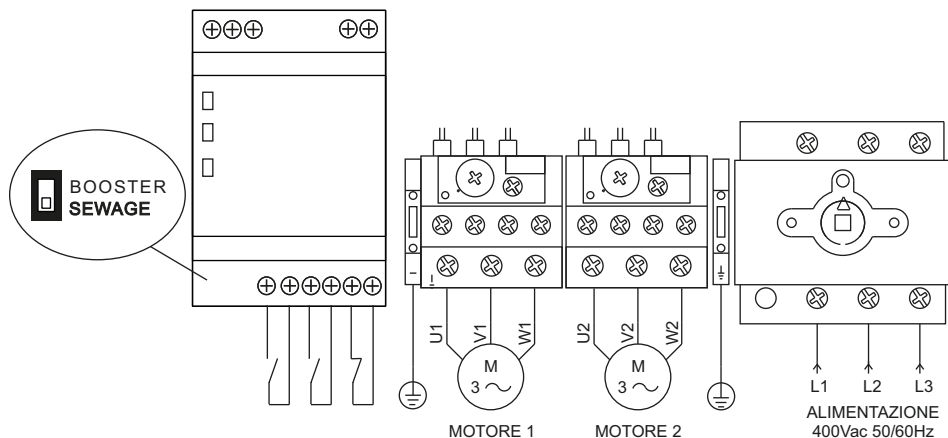 BOOSTER
SEWAGE
U1
V1
W1
U2
V2
W2
M
3
M
3
MOTORE 1
MOTORE 2
L1
L2
L3
ALIMENTAZIONE
400Vac 50/60Hz